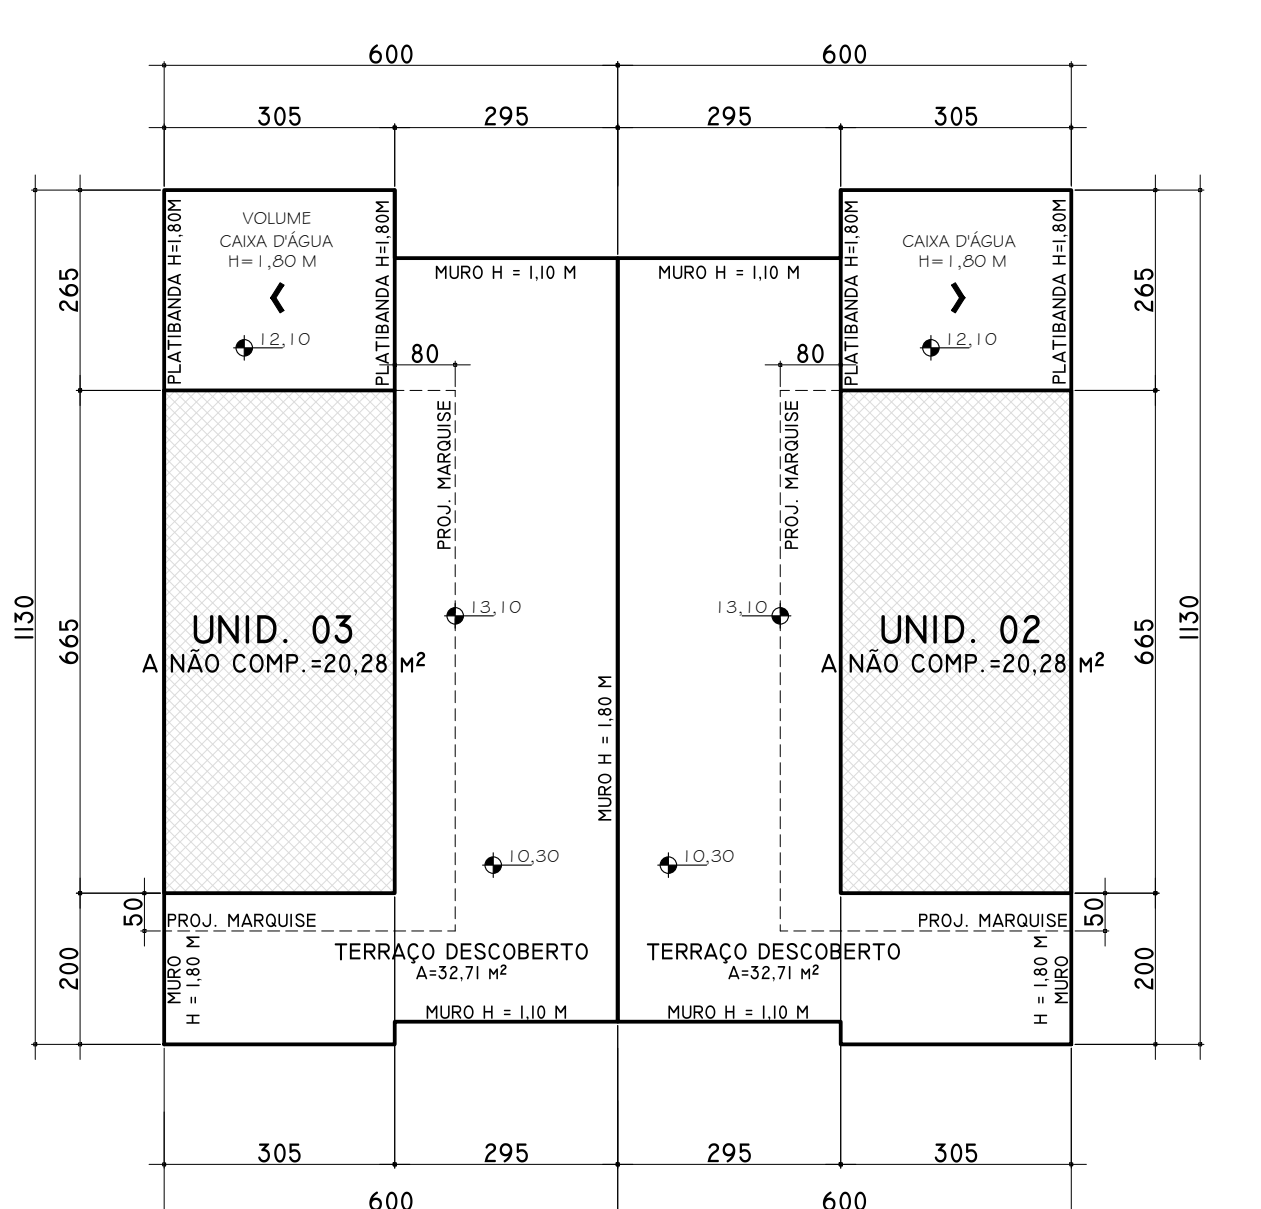 600
600
305
295
295
305
VOLUME
CAIXA D'ÁGUA
H=1,80 M
12,10
PLATIBANDA H=1,80M
PLATIBANDA H=1,80M
MURO H = 1,10 M
MURO H = 1,10 M
CAIXA D'ÁGUA
H=1,80 M
12,10
PLATIBANDA H=1,80M
PLATIBANDA H=1,80M
265
265
80
80
PROJ. MARQUISE
PROJ. MARQUISE
13,10
13,10
1130
665
UNID. 03
A NÃO COMP.=20,28 M²
UNID. 02
A NÃO COMP.=20,28 M²
665
1130
MURO H = 1,80 M
10,30
10,30
50
PROJ. MARQUISE
PROJ. MARQUISE
50
200
MURO
H = 1,80 M
TERRAÇO DESCOBERTO
A=32,71 M²
TERRAÇO DESCOBERTO
A=32,71 M²
H = 1,80 M
MURO
200
MURO H = 1,10 M
MURO H = 1,10 M
305
295
295
305
600
600